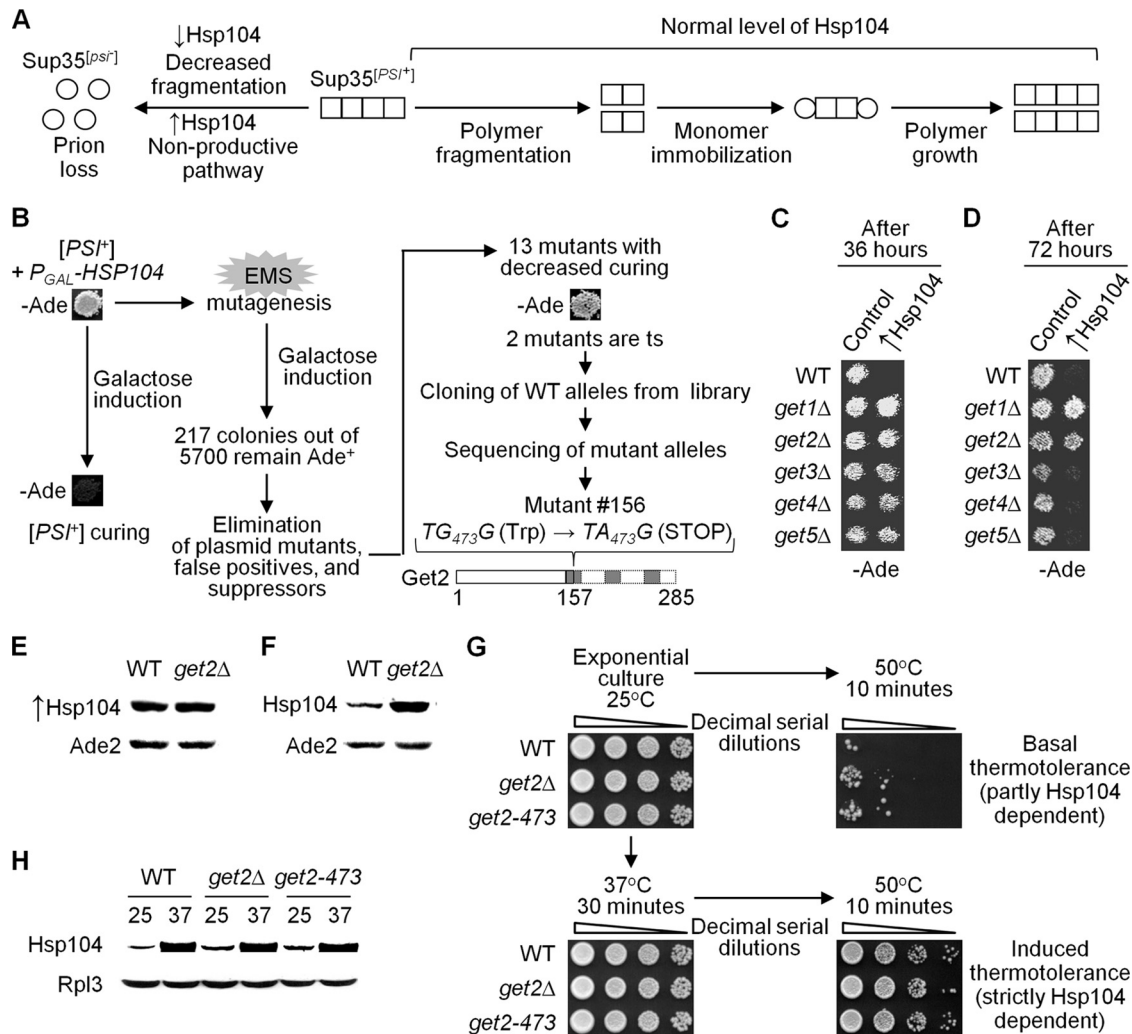 A
Sup35[psi-]
Prion
loss
↓Hsp104
Decreased
fragmentation
↑Hsp104
Non-productive
pathway
Sup35[PSI+]
Normal level of Hsp104
Polymer
fragmentation
Monomer
immobilization
Polymer
growth
B
[PSI+]
+ PGAL-HSP104
-Ade
Galactose
induction
-Ade
[PSI+] curing
EMS
mutagenesis
Galactose
induction
217 colonies out of
5700 remain Ade+
Elimination
of plasmid mutants,
false positives, and
suppressors
13 mutants with
decreased curing
-Ade
2 mutants are ts
Cloning of WT alleles from library
Sequencing of mutant alleles
Mutant #156
TG473G (Trp) → TA473G (STOP)
Get2
1 157 285
C
After
36 hours
Control
↑Hsp104
WT
get1Δ
get2Δ
get3Δ
get4Δ
get5Δ
-Ade
D
After
72 hours
Control
↑Hsp104
WT
get1Δ
get2Δ
get3Δ
get4Δ
get5Δ
-Ade
E
WT get2Δ
↑Hsp104
Ade2
F
WT get2Δ
Hsp104
Ade2
G
Exponential
culture
25°C
50°C
10 minutes
Decimal serial
dilutions
WT
get2Δ
get2-473
Basal
thermotolerance
(partly Hsp104
dependent)
37°C
30 minutes
50°C
10 minutes
Decimal serial
dilutions
WT
get2Δ
get2-473
Induced
thermotolerance
(strictly Hsp104
dependent)
H
WT get2Δ get2-473
25 37 25 37 25 37
Hsp104
Rpl3